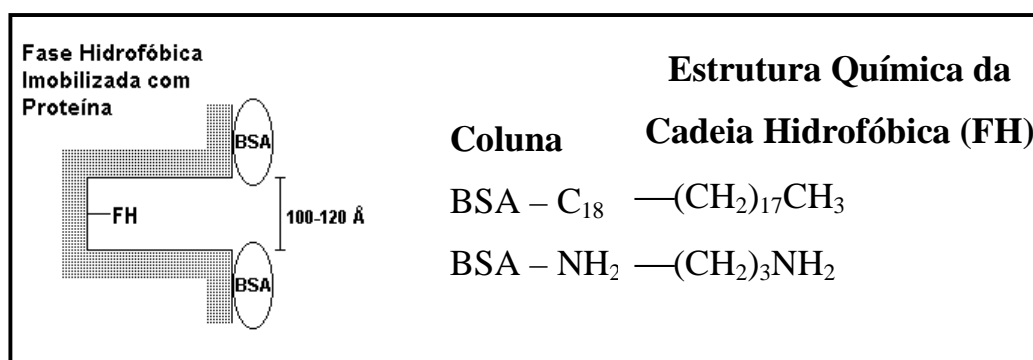 Fase Hidrofóbica
Imobilizada com
Proteína
BSA
FH
100-120 Å
BSA
Estrutura Química da
Coluna Cadeia Hidrofóbica (FH)
BSA – C₁₈ —(CH₂)₁₇CH₃
BSA – NH₂ —(CH₂)₃NH₂